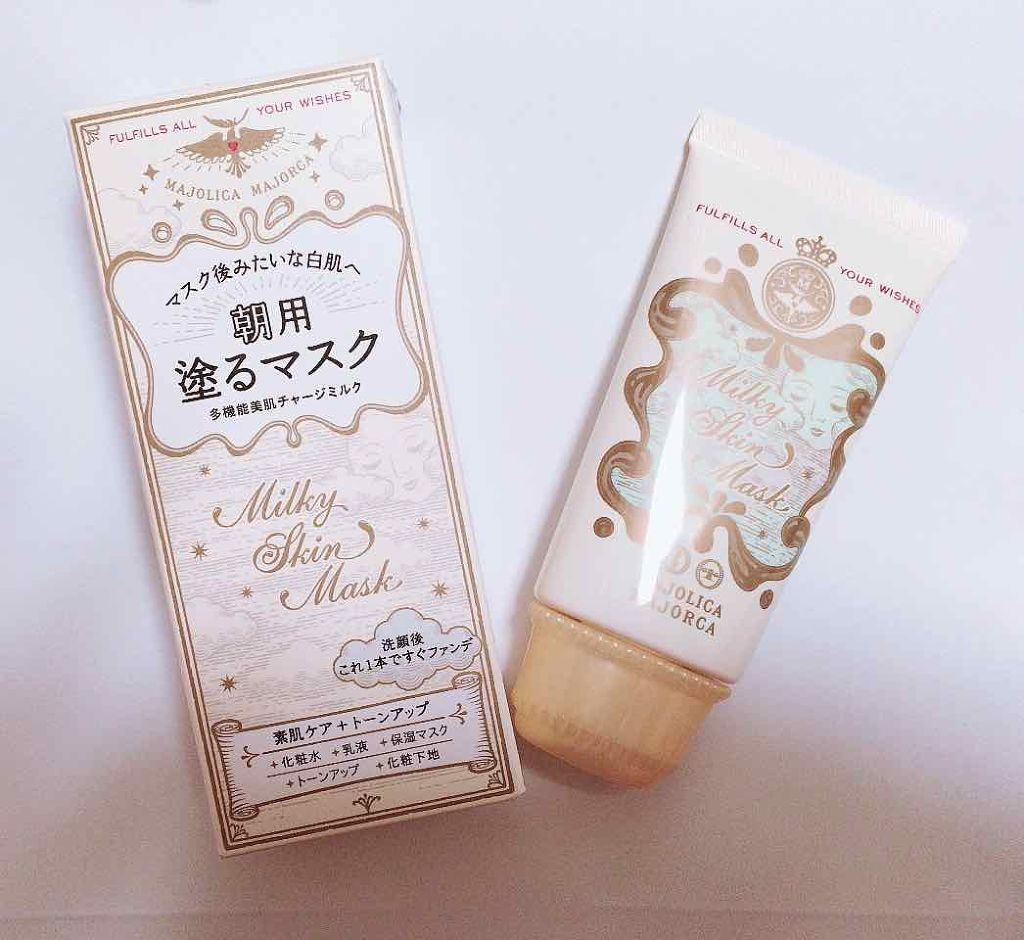 FULFILLS ALL YOUR WISHES
MAJOLICA MAJORCA
マスク後みたいな白肌へ
朝用
塗るマスク
多機能美肌チャージミルク
Milky
Skin
Mask
洗顔後
これ1本ですぐファンデ
素肌ケア+トーンアップ
+化粧水 +乳液 +保湿マスク
+トーンアップ +化粧下地
FULFILLS ALL YOUR WISHES
Milky
Skin
Mask
JOLICA
JORCA